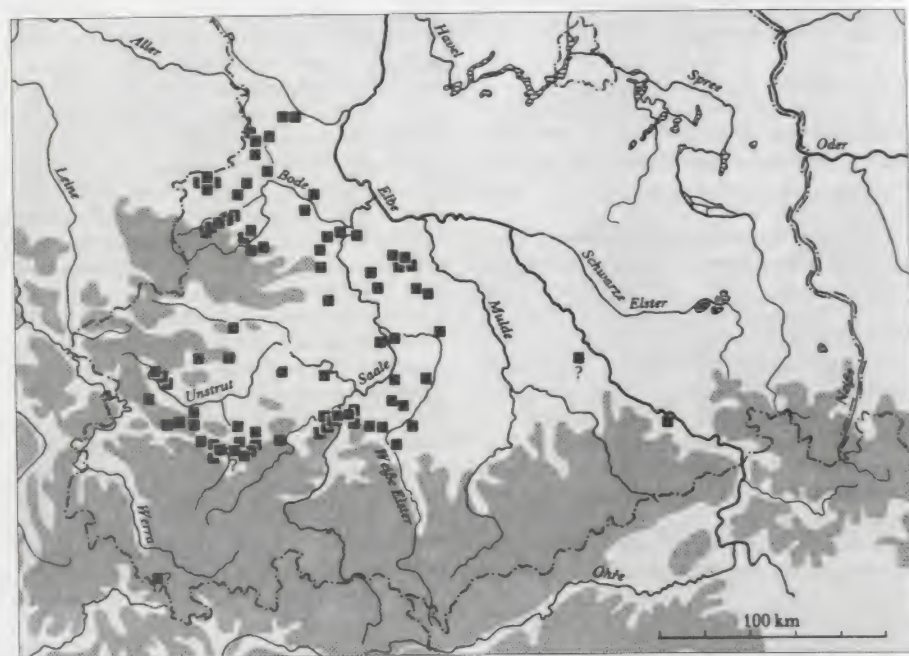 Aller
Havel
Spree
Oder
Leine
Bode
Elbe
Schwarze
Elster
Mulde
Neiße
?
Saale
Unstrut
Weiße Elster
Werra
Ohře
100 km